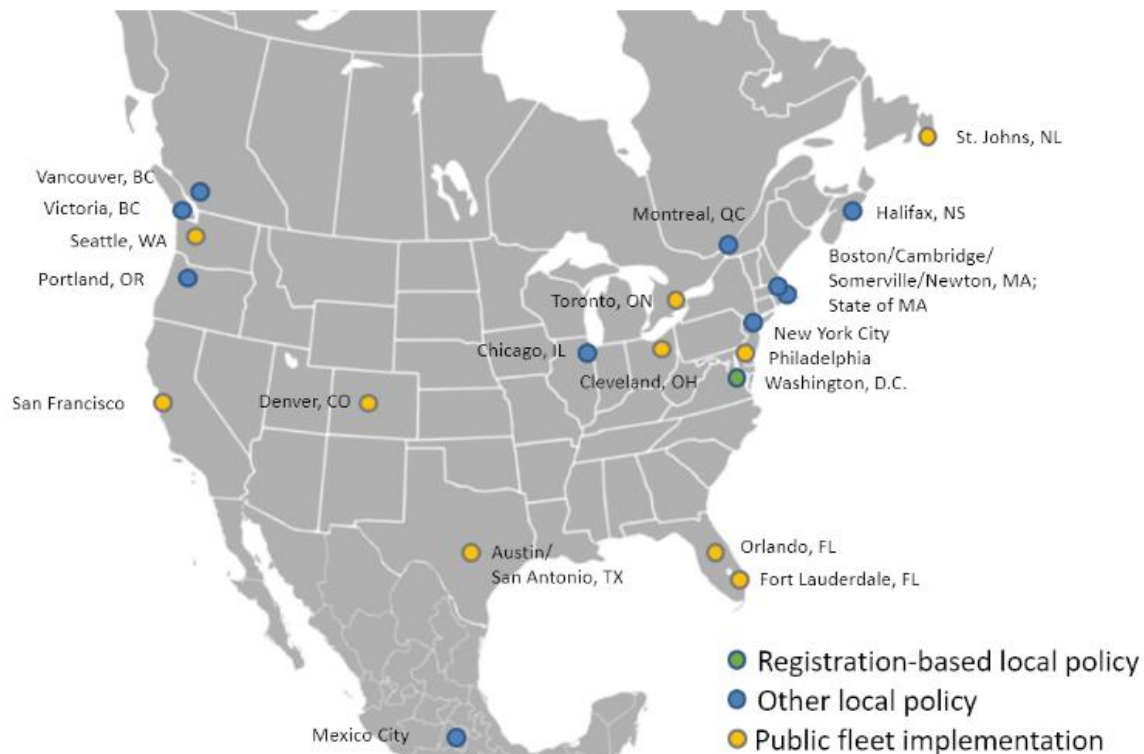 St. Johns, NL
Vancouver, BC
Victoria, BC
Montreal, QC
Halifax, NS
Seattle, WA
Boston/Cambridge/
Somerville/Newton, MA;
State of MA
Portland, OR
Toronto, ON
New York City
Chicago, IL
Philadelphia
Cleveland, OH
Washington, D.C.
San Francisco
Denver, CO
Austin/
San Antonio, TX
Orlando, FL
Fort Lauderdale, FL
Registration-based local policy
Other local policy
Mexico City
Public fleet implementation